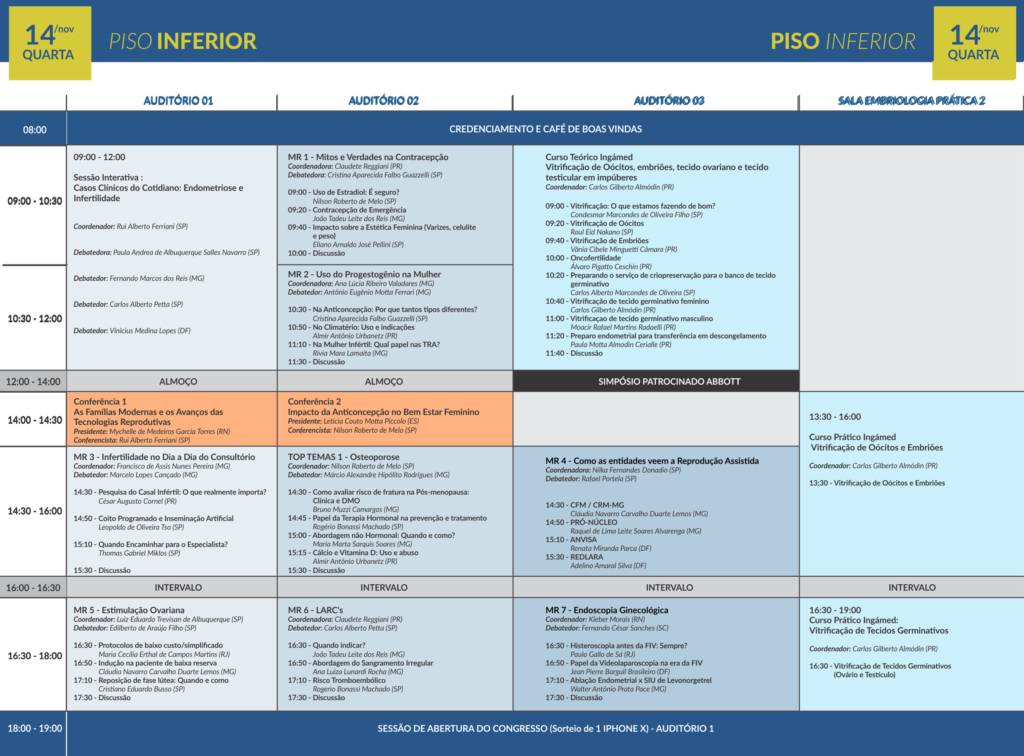 14/nov
QUARTA
PISO INFERIOR
PISO INFERIOR
14/nov
QUARTA
AUDITÓRIO 01
AUDITÓRIO 02
AUDITÓRIO 03
SALA EMBRIOLOGIA PRÁTICA 2
08:00
CREDENCIAMENTO E CAFÉ DE BOAS VINDAS
09:00 - 10:30
10:30 - 12:00
09:00 - 12:00
Sessão Interativa :
Casos Clínicos do Cotidiano: Endometriose e
Infertilidade
Coordenador: Rui Alberto Ferriani (SP)
Debatedora: Paula Andrea de Albuquerque Salles Navarro (SP)
Debatedor: Fernando Marcos dos Reis (MG)
Debatedor: Carlos Alberto Petta (SP)
Debatedor: Vinicius Medina Lopes (DF)
MR 1 - Mitos e Verdades na Contracepção
Coordenadora: Claudete Reggiani (PR)
Debatedora: Cristina Aparecida Falbo Guazzelli (SP)
09:00 - Uso de Estradiol: É seguro?
Nilson Roberto de Melo (SP)
09:20 - Contracepção de Emergência
João Tadeu Leite dos Reis (MG)
09:40 - Impacto sobre a Estética Feminina (Varizes, celulite
e peso)
Eliano Arnaldo José Pellini (SP)
10:00 - Discussão
MR 2 - Uso do Progestogênio na Mulher
Coordenadora: Ana Lúcia Ribeiro Valadares (MG)
Debatedor: Antônio Eugênio Motta Ferrari (MG)
10:30 - Na Anticoncepção: Por que tantos tipos diferentes?
Cristina Aparecida Falbo Guazzelli (SP)
10:50 - No Climatério: Uso e indicações
Almir Antônio Urbanetz (PR)
11:10 - Na Mulher Infértil: Qual papel nas TRA?
Rívia Mara Lamaita (MG)
11:30 - Discussão
Curso Teórico Ingámed
Vitrificação de Oócitos, embriões, tecido ovariano e tecido
testicular em impúberes
Coordenador: Carlos Gilberto Almódin (PR)
09:00 - Vitrificação: O que estamos fazendo de bom?
Condesmar Marcondes de Oliveira Filho (SP)
09:20 - Vitrificação de Oócitos
Raul Eid Nakano (SP)
09:40 - Vitrificação de Embriões
Vânia Cibele Minguetti Câmara (PR)
10:00 - Oncofertilidade
Álvaro Pigatto Ceschin (PR)
10:20 - Preparando o serviço de criopreservação para o banco de tecido
germinativo
Carlos Alberto Marcondes de Oliveira (SP)
10:40 - Vitrificação de tecido germinativo feminino
Carlos Gilberto Almódin (PR)
11:00 - Vitrificaçao de tecido germinativo masculino
Moacir Rafael Martins Radaelli (PR)
11:20 - Preparo endometrial para transferência em descongelamento
Paula Motta Almodin Cerialle (PR)
11:40 - Discussão
12:00 - 14:00
ALMOÇO
ALMOÇO
SIMPÓSIO PATROCINADO ABBOTT
14:00 - 14:30
Conferência 1
As Famílias Modernas e os Avanços das
Tecnologias Reprodutivas
Presidente: Mychelle de Medeiros Garcia Torres (RN)
Conferencista: Rui Alberto Ferriani (SP)
Conferência 2
Impacto da Anticoncepção no Bem Estar Feminino
Presidente: Letícia Couto Motta Piccolo (ES)
Conferencista: Nilson Roberto de Melo (SP)
13:30 - 16:00
Curso Prático Ingámed
Vitrificação de Oócitos e Embriões
Coordenador: Carlos Gilberto Almódin (PR)
13:30 - Vitrificação de Oócitos e Embriões
14:30 - 16:00
MR 3 - Infertilidade no Dia a Dia do Consultório
Coordenador: Francisco de Assis Nunes Pereira (MG)
Debatedor: Marcelo Lopes Cançado (MG)
14:30 - Pesquisa do Casal Infértil: O que realmente importa?
César Augusto Cornel (PR)
14:50 - Coito Programado e Inseminação Artificial
Leopoldo de Oliveira Tso (SP)
15:10 - Quando Encaminhar para o Especialista?
Thomas Gabriel Miklos (SP)
15:30 - Discussão
TOP TEMAS 1 - Osteoporose
Coordenador: Nilson Roberto de Melo (SP)
Debatedor: Márcio Alexandre Hipólito Rodrigues (MG)
14:30 - Como avaliar risco de fratura na Pós-menopausa:
Clínica e DMO
Bruno Muzzi Camargos (MG)
14:45 - Papel da Terapia Hormonal na prevenção e tratamento
Rogério Bonassi Machado (SP)
15:00 - Abordagem não Hormonal: Quando e como?
Maria Marta Sarquis Soares (MG)
15:15 - Cálcio e Vitamina D: Uso e abuso
Almir Antônio Urbanetz (PR)
15:30 - Discussão
MR 4 - Como as entidades veem a Reprodução Assistida
Coordenadora: Nilka Fernandes Donadio (SP)
Debatedor: Rafael Portela (SP)
14:30 - CFM / CRM-MG
Cláudia Navarro Carvalho Duarte Lemos (MG)
14:50 - PRÓ-NÚCLEO
Raquel de Lima Leite Soares Alvarenga (MG)
15:10 - ANVISA
Renata Miranda Parca (DF)
15:30 - REDLARA
Adelino Amaral Silva (DF)
16:00 - 16:30
INTERVALO
INTERVALO
INTERVALO
INTERVALO
16:30 - 18:00
MR 5 - Estimulação Ovariana
Coordenador: Luiz Eduardo Trevisan de Albuquerque (SP)
Debatedor: Edilberto de Araújo Filho (SP)
16:30 - Protocolos de baixo custo/simplificado
Maria Cecília Erthal de Campos Martins (RJ)
16:50 - Indução na paciente de baixa reserva
Cláudia Navarro Carvalho Duarte Lemos (MG)
17:10 - Reposição de fase lútea: Quando e como
Cristiano Eduardo Busso (SP)
17:30 - Discussão
MR 6 - LARC's
Coordenadora: Claudete Reggiani (PR)
Debatedor: Carlos Alberto Petta (SP)
16:30 - Quando indicar?
João Tadeu Leite dos Reis (MG)
16:50 - Abordagem do Sangramento Irregular
Ana Luiza Lunardi Rocha (MG)
17:10 - Risco Tromboembólico
Rogerio Bonassi Machado (SP)
17:30 - Discussão
MR 7 - Endoscopia Ginecológica
Coordenador: Kleber Morais (RN)
Debatedor: Fernando César Sanches (SC)
16:30 - Histeroscopia antes da FIV: Sempre?
Paulo Gallo de Sá (RJ)
16:50 - Papel da Videolaparoscopia na era da FIV
Jean Pierre Barguil Brasileiro (DF)
17:10 - Ablação Endometrial x SIU de Levonorgetrel
Walter Antônio Prata Pace (MG)
17:30 - Discussão
16:30 - 19:00
Curso Prático Ingámed:
Vitrificação de Tecidos Germinativos
Coordenador: Carlos Gilberto Almódin (PR)
16:30 - Vitrificação de Tecidos Germinativos
(Ovário e Testículo)
18:00 - 19:00
SESSÃO DE ABERTURA DO CONGRESSO (Sorteio de 1 IPHONE X) - AUDITÓRIO 1